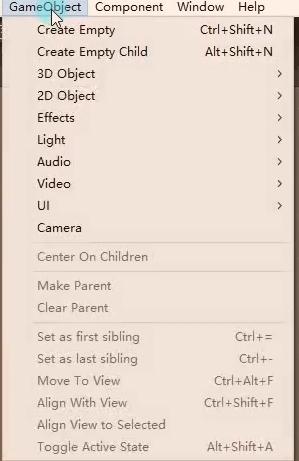 GameObject Component Window Help
Create Empty Ctrl+Shift+N
Create Empty Child Alt+Shift+N
3D Object
2D Object
Effects
Light
Audio
Video
UI
Camera
Center On Children
Make Parent
Clear Parent
Set as first sibling Ctrl+=
Set as last sibling Ctrl+-
Move To View Ctrl+Alt+F
Align With View Ctrl+Shift+F
Align View to Selected
Toggle Active State Alt+Shift+A